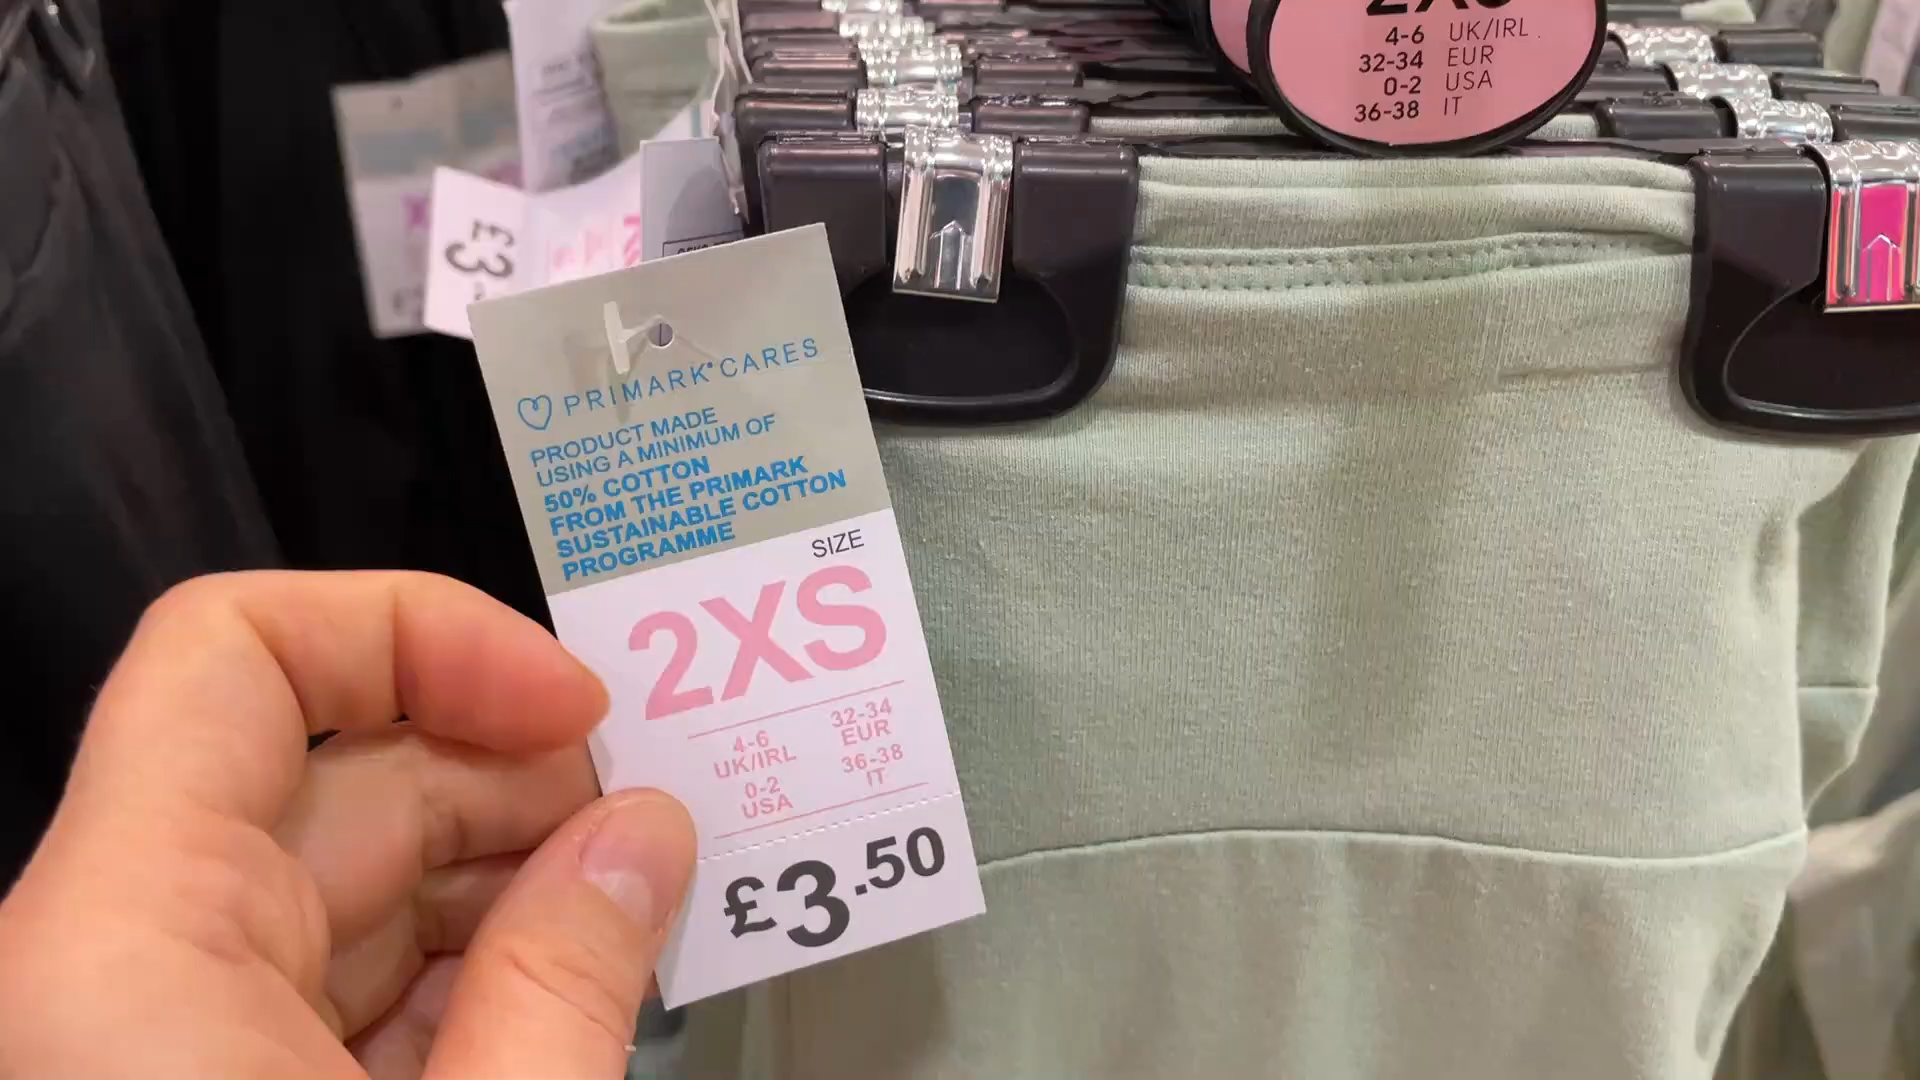 4-6 UK/IRL
32-34 EUR
0-2 USA
36-38 IT
£3
PRIMARK CARES
PRODUCT MADE
USING A MINIMUM OF
50% COTTON
FROM THE PRIMARK
SUSTAINABLE COTTON
PROGRAMME
SIZE
2XS
4-6
UK/IRL
32-34
EUR
0-2
USA
36-38
IT
£3.50